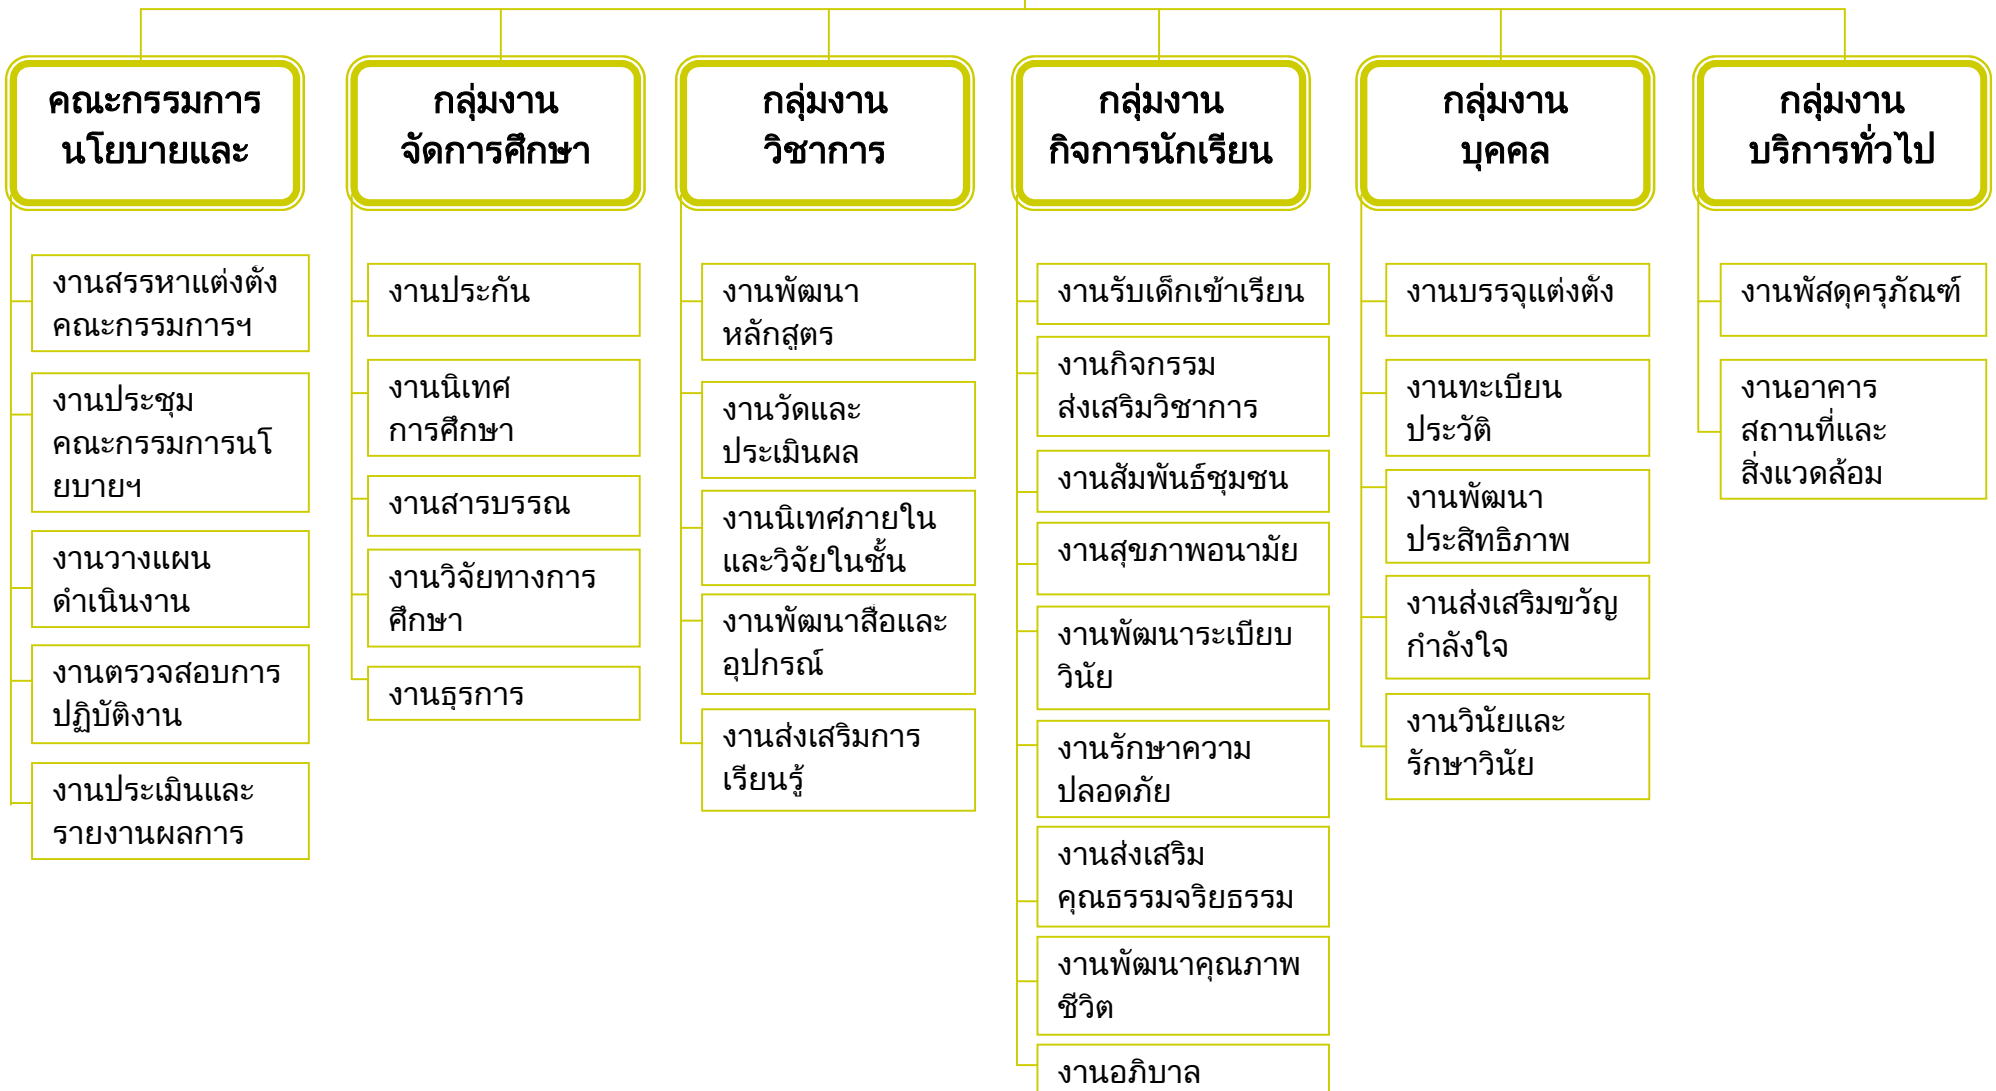 คณะกรรมการ
นโยบายและ
งานสรรหาแต่งตั้ง
คณะกรรมการฯ
งานประชุม
คณะกรรมการนโ
ยบายฯ
งานวางแผน
ดำเนินงาน
งานตรวจสอบการ
ปฏิบัติงาน
งานประเมินและ
รายงานผลการ
กลุ่มงาน
จัดการศึกษา
งานประกัน
งานนิเทศ
การศึกษา
งานสารบรรณ
งานวิจัยทางการ
ศึกษา
งานธุรการ
กลุ่มงาน
วิชาการ
งานพัฒนา
หลักสูตร
งานวัดและ
ประเมินผล
งานนิเทศภายใน
และวิจัยในชั้น
งานพัฒนาสื่อและ
อุปกรณ์
งานส่งเสริมการ
เรียนรู้
กลุ่มงาน
กิจการนักเรียน
งานรับเด็กเข้าเรียน
งานกิจกรรม
ส่งเสริมวิชาการ
งานสัมพันธ์ชุมชน
งานสุขภาพอนามัย
งานพัฒนาระเบียบ
วินัย
งานรักษาความ
ปลอดภัย
งานส่งเสริม
คุณธรรมจริยธรรม
งานพัฒนาคุณภาพ
ชีวิต
งานอภิบาล
กลุ่มงาน
บุคคล
งานบรรจุแต่งตั้ง
งานทะเบียน
ประวัติ
งานพัฒนา
ประสิทธิภาพ
งานส่งเสริมขวัญ
กำลังใจ
งานวินัยและ
รักษาวินัย
กลุ่มงาน
บริการทั่วไป
งานพัสดุครุภัณฑ์
งานอาคาร
สถานที่และ
สิ่งแวดล้อม